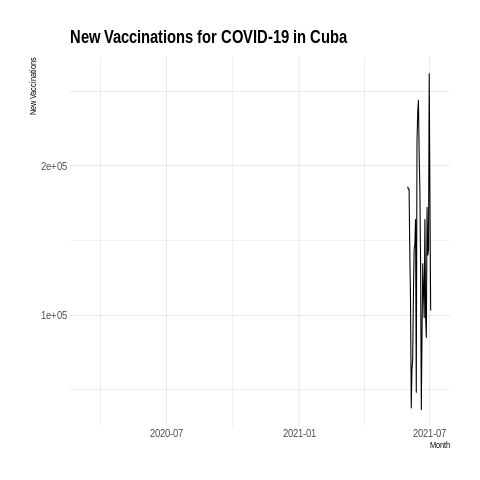 New Vaccinations for COVID-19 in Cuba
New Vaccinations
2e+05
1e+05
2020-07 2021-01 2021-07
Month